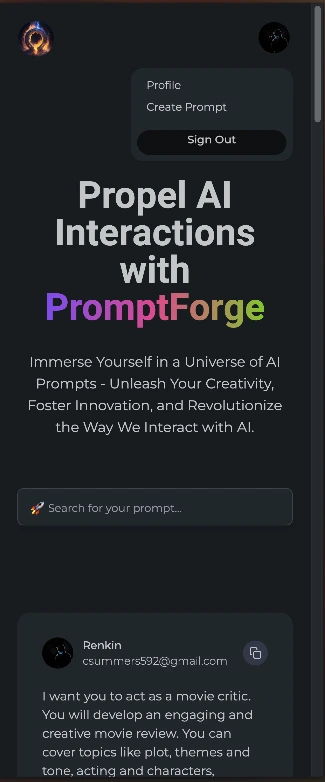 Profile
Create Prompt
Sign Out
Propel AI
Interactions
with
PromptForge
Immerse Yourself in a Universe of AI
Prompts - Unleash Your Creativity,
Foster Innovation, and Revolutionize
the Way We Interact with AI.
🚀 Search for your prompt...
Renkin
csummers592@gmail.com
I want you to act as a movie critic.
You will develop an engaging and
creative movie review. You can
cover topics like plot, themes and
tone, acting and characters,